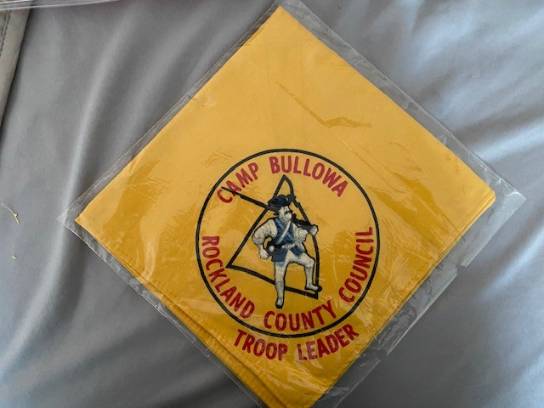 CAMP BULLOWA
ROCKLAND COUNTY COUNCIL
TROOP LEADER